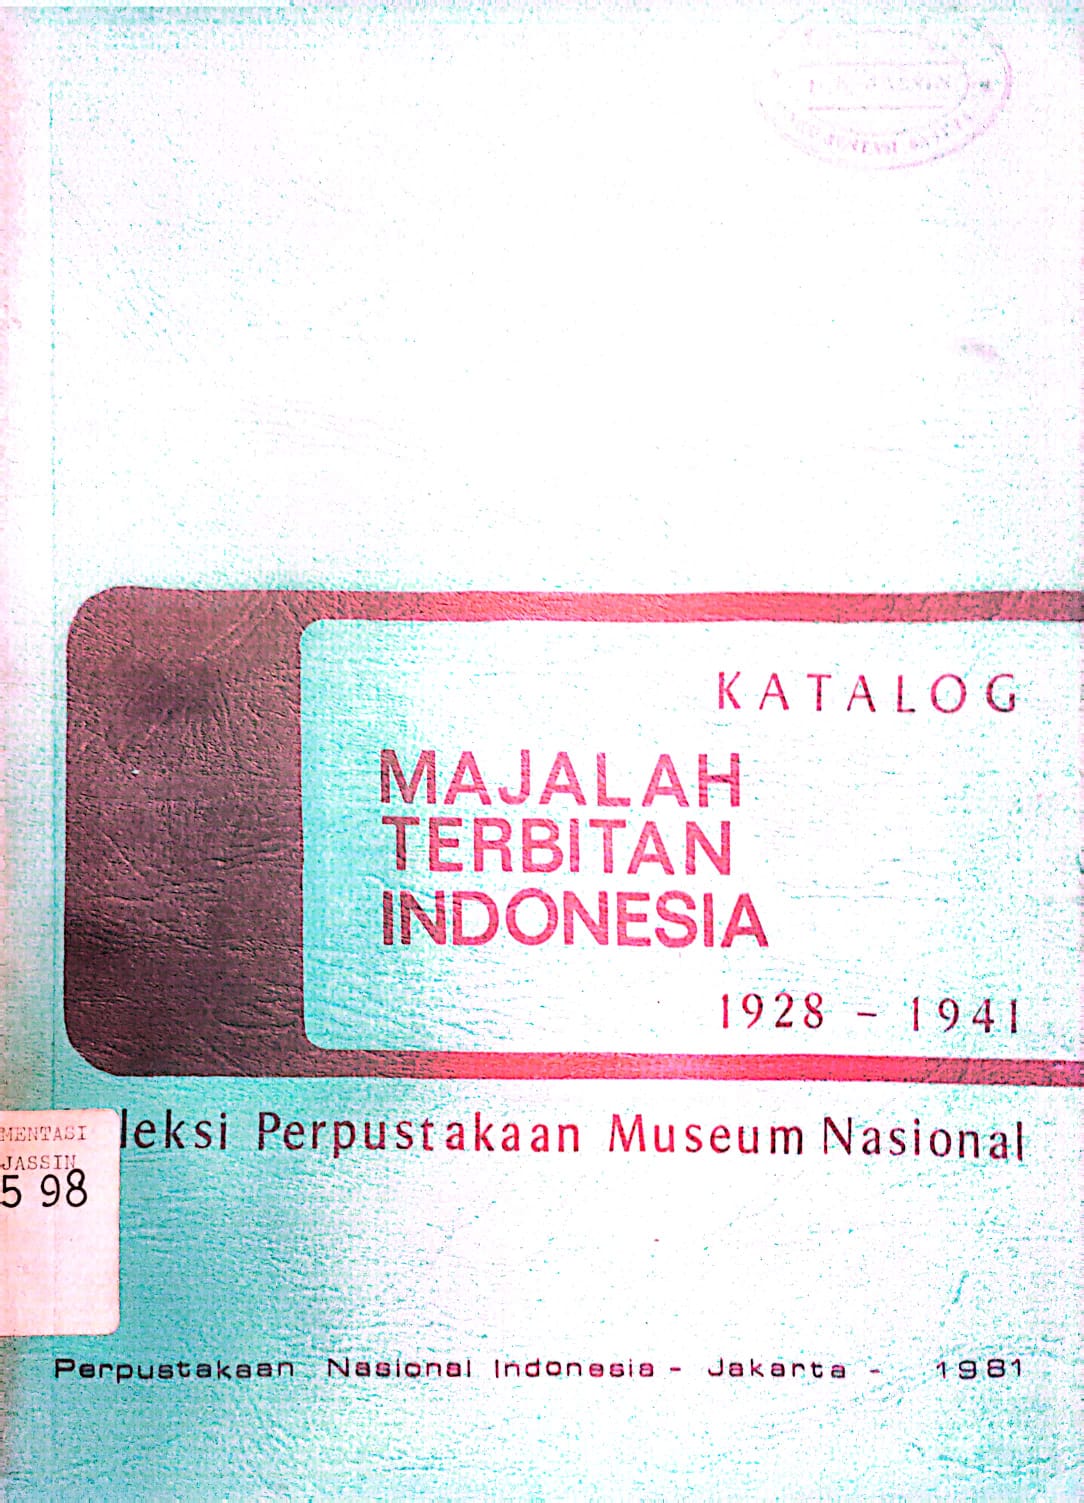 KATALOG
MAJALAH
TERBITAN
INDONESIA
1928 - 1941
leksi Perpustakaan Museum Nasional
MENTASI
JASSIN
5 98
Perpustakaan Nasional Indonesia - Jakarta - 1981